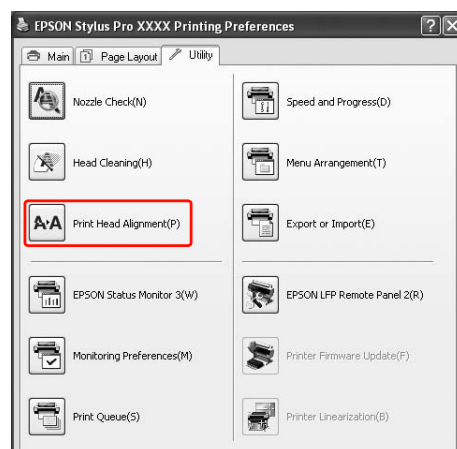 EPSON Stylus Pro XXXX Printing Preferences
Main Page Layout Utility
Nozzle Check(N)
Speed and Progress(D)
Head Cleaning(H)
Menu Arrangement(T)
Print Head Alignment(P)
Export or Import(E)
EPSON Status Monitor 3(W)
EPSON LFP Remote Panel 2(R)
Monitoring Preferences(M)
Printer Firmware Update(F)
Print Queue(S)
Printer Linearization(B)